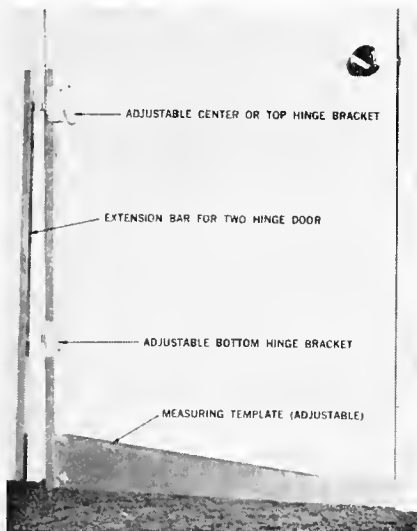 ADJUSTABLE CENTER OR TOP HINGE BRACKET
EXTENSION BAR FOR TWO HINGE DOOR
ADJUSTABLE BOTTOM HINGE BRACKET
MEASURING TEMPLATE (ADJUSTABLE)